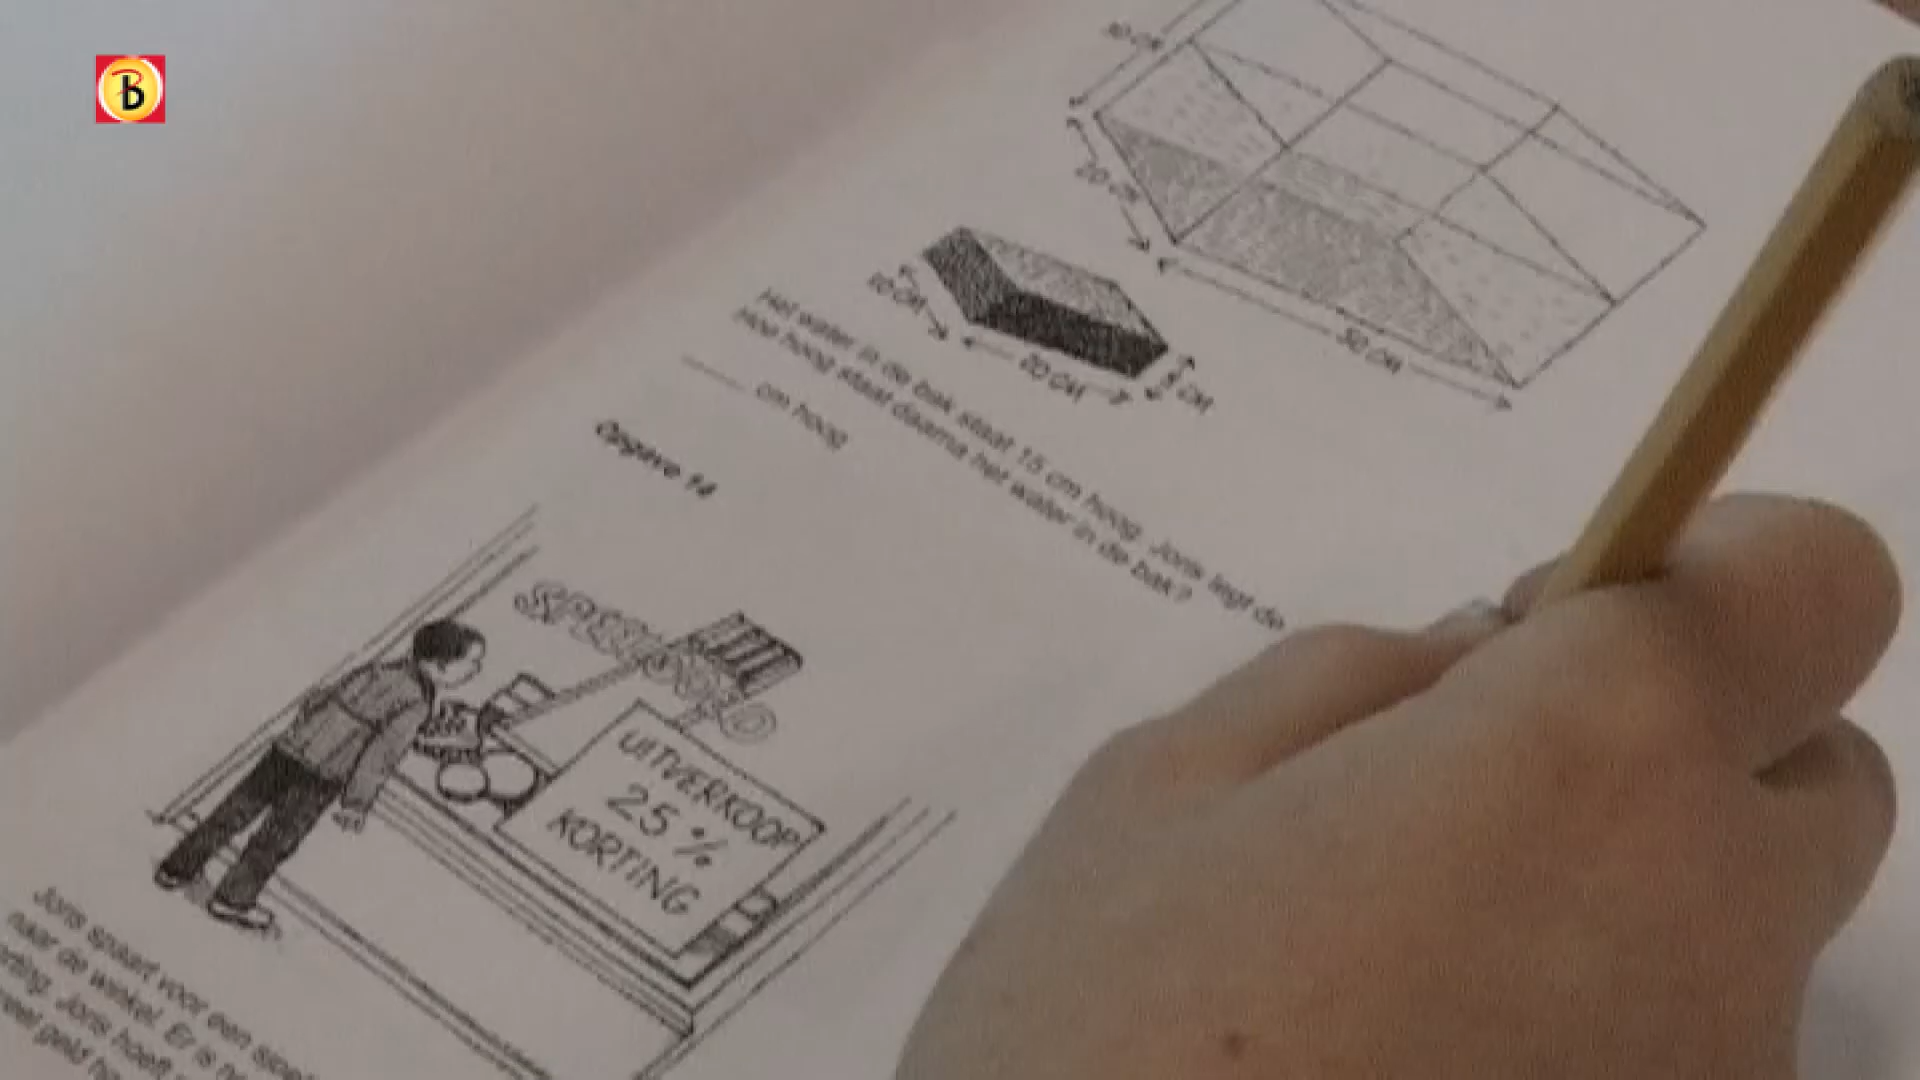 B
30 CM
20 CM
50 CM
10 CM
20 CM
CM
Het water in de bak staat 15 cm hoog. Joris legt de
Hoe hoog staat daarna het water in de bak?
cm hoog
Opgave 14
UITVERKOOP
25 %
KORTING
Joris spaart voor een
naar de winkel. Er is
Joris hoeft
veel geld